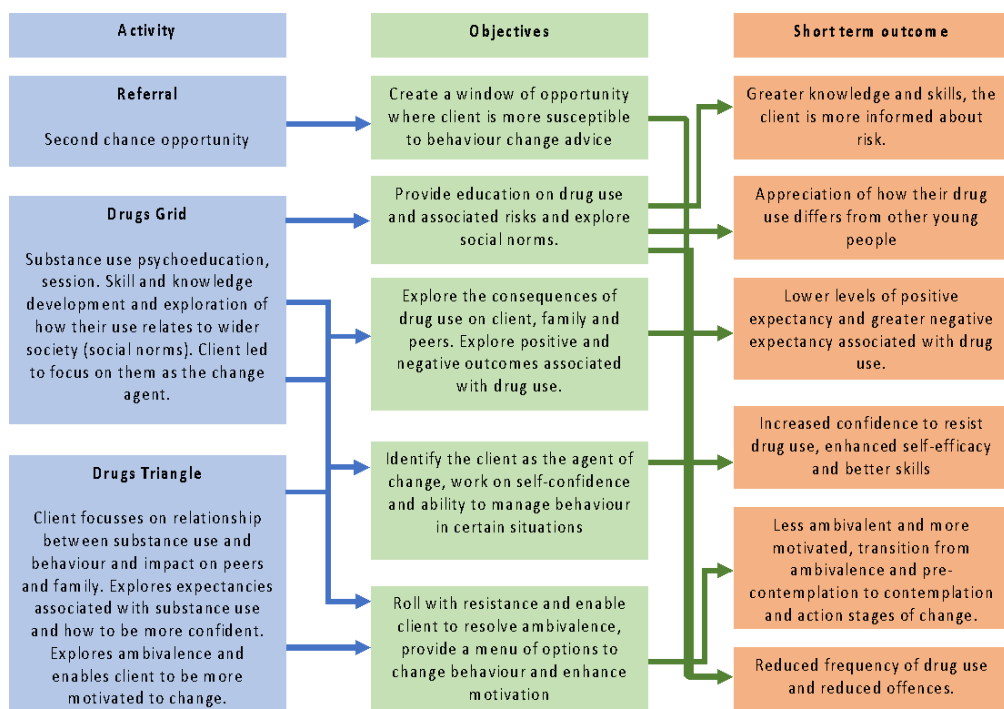 Activity
Referral
Second chance opportunity
Drugs Grid
Substance use psychoeducation,
session. Skill and knowledge
development and exploration of
how their use relates to wider
society (social norms). Client led
to focus on them as the change
agent.
Drugs Triangle
Client focusses on relationship
between substance use and
behaviour and impact on peers
and family. Explores expectancies
associated with substance use
and how to be more confident.
Explores ambivalence and
enables client to be more
motivated to change.
Objectives
Create a window of opportunity
where client is more susceptible
to behaviour change advice
Provide education on drug use
and associated risks and explore
social norms.
Explore the consequences of
drug use on client, family and
peers. Explore positive and
negative outcomes associated
with drug use.
Identify the client as the agent of
change, work on self-confidence
and ability to manage behaviour
in certain situations
Roll with resistance and enable
client to resolve ambivalence,
provide a menu of options to
change behaviour and enhance
motivation
Short term outcome
Greater knowledge and skills, the
client is more informed about
risk.
Appreciation of how their drug
use differs from other young
people
Lower levels of positive
expectancy and greater negative
expectancy associated with drug
use.
Increased confidence to resist
drug use, enhanced self-efficacy
and better skills
Less ambivalent and more
motivated, transition from
ambivalence and pre-
contemplation to contemplation
and action stages of change.
Reduced frequency of drug use
and reduced offences.